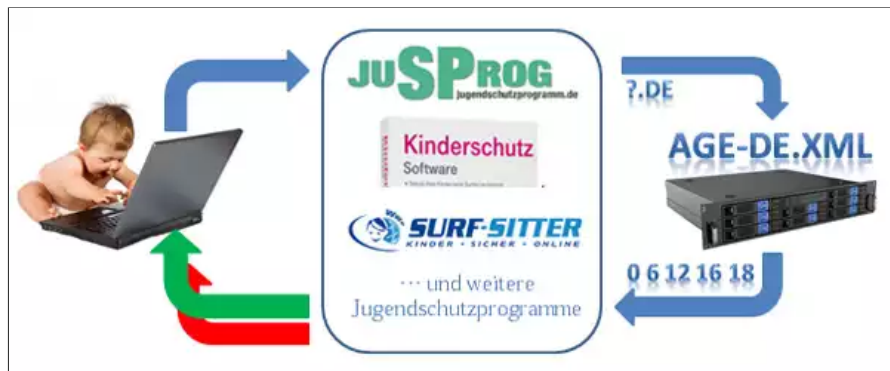 JUSPROG
jugendschutzprogramm.de
Kinderschutz
Software
SURF-SITTER
KINDER • SICHER • ONLINE
... und weitere
Jugendschutzprogramme
?.DE
AGE-DE.XML
0 6 12 16 18